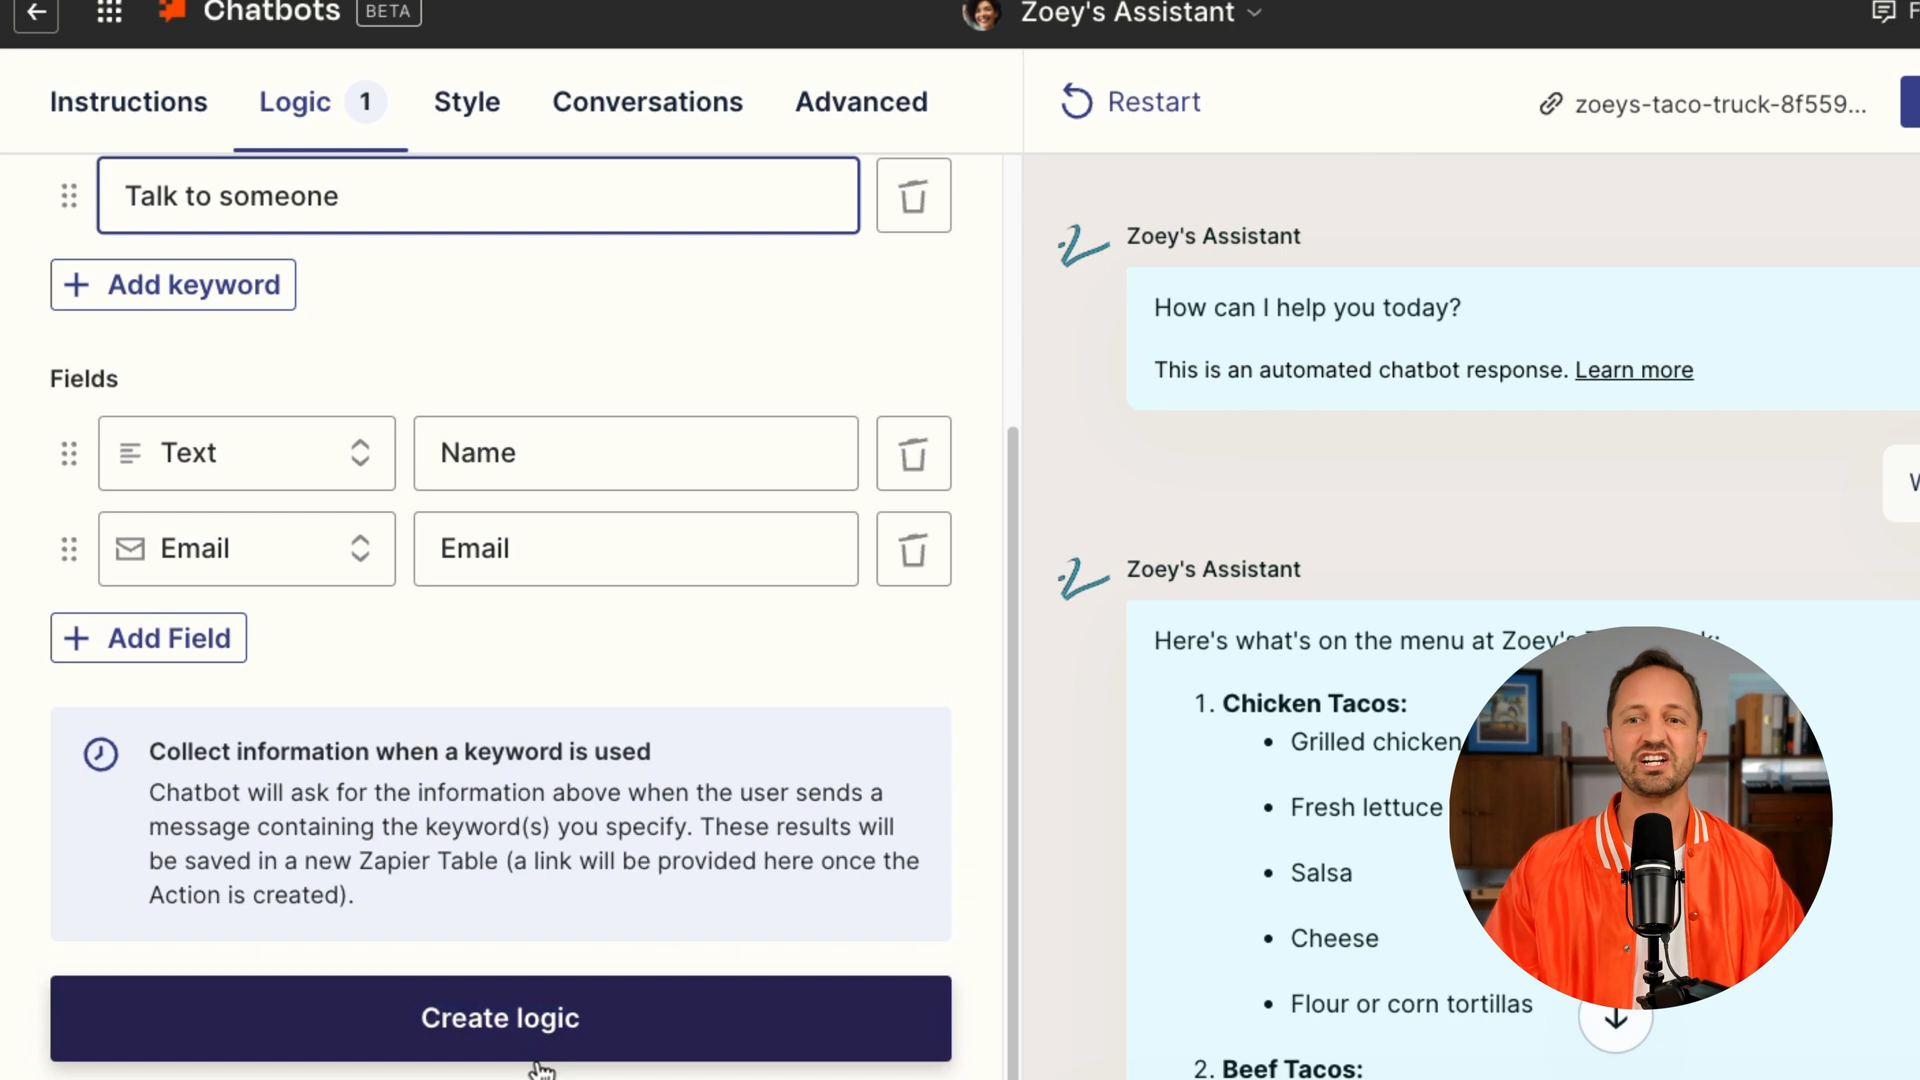 Chatbots BETA
Zoey's Assistant
Instructions Logic 1 Style Conversations Advanced
Restart
zoeys-taco-truck-8f559...
Talk to someone
+ Add keyword
Fields
Text Name
Email Email
+ Add Field
Collect information when a keyword is used
Chatbot will ask for the information above when the user sends a
message containing the keyword(s) you specify. These results will
be saved in a new Zapier Table (a link will be provided here once the
Action is created).
Create logic
Zoey's Assistant
How can I help you today?
This is an automated chatbot response. Learn more
Zoey's Assistant
Here's what's on the menu at Zoey's
1. Chicken Tacos:
• Grilled chicken
• Fresh lettuce
• Salsa
• Cheese
• Flour or corn tortillas
2. Beef Tacos: